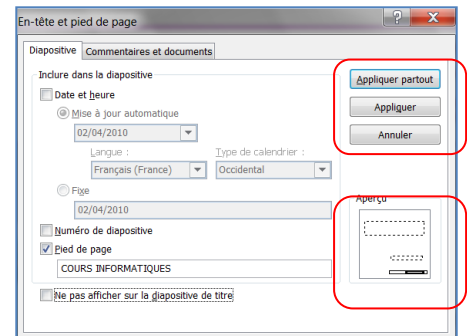 En-tête et pied de page
Diapositive
Commentaires et documents
Inclure dans la diapositive
Date et heure
Mise à jour automatique
02/04/2010
Langue :
Type de calendrier :
Français (France)
Occidental
Fixe
02/04/2010
Numéro de diapositive
Pied de page
COURS INFORMATIQUES
Ne pas afficher sur la diapositive de titre
Appliquer partout
Appliquer
Annuler
Aperçu